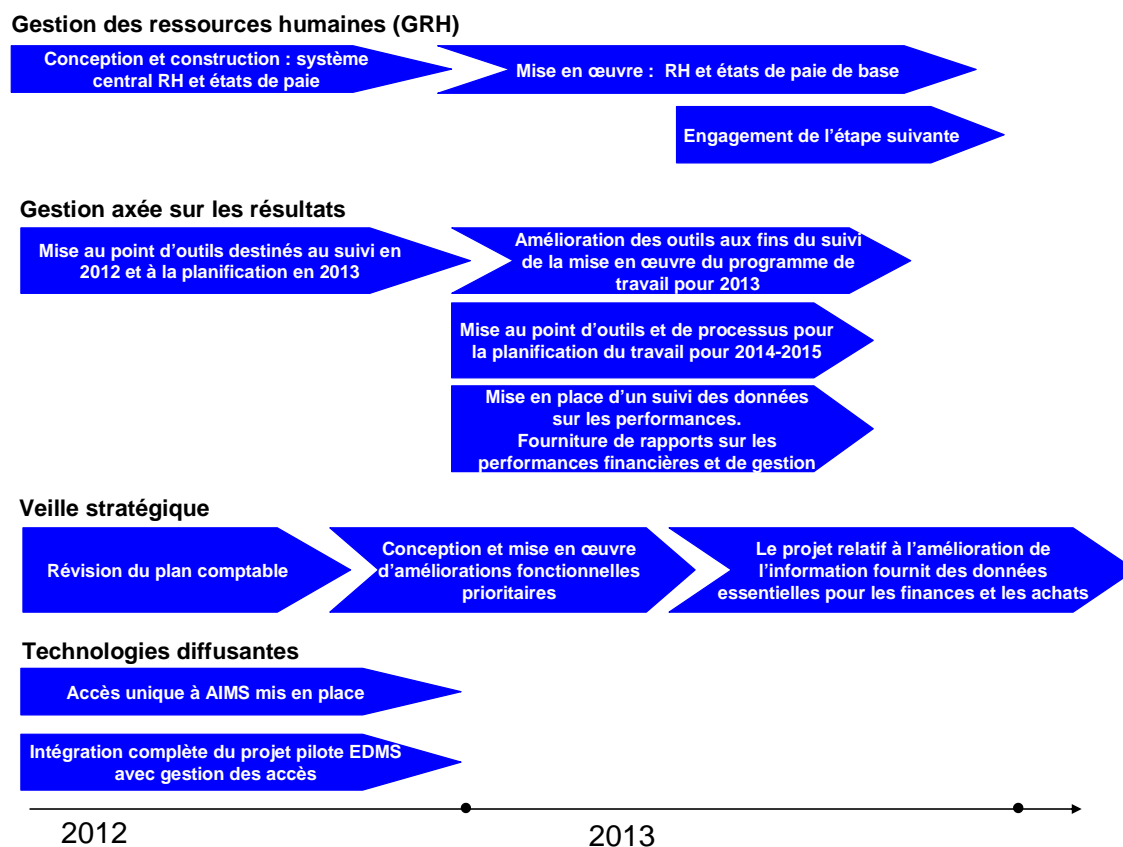 Gestion des ressources humaines (GRH)
Conception et construction : système
central RH et états de paie
Mise en œuvre : RH et états de paie de base
Engagement de l'étape suivante
Gestion axée sur les résultats
Mise au point d'outils destinés au suivi en
2012 et à la planification en 2013
Amélioration des outils aux fins du suivi
de la mise en œuvre du programme de
travail pour 2013
Mise au point d'outils et de processus pour
la planification du travail pour 2014-2015
Mise en place d'un suivi des données
sur les performances.
Fourniture de rapports sur les
performances financières et de gestion
Veille stratégique
Révision du plan comptable
Conception et mise en œuvre
d'améliorations fonctionnelles
prioritaires
Le projet relatif à l'amélioration de
l'information fournit des données
essentielles pour les finances et les achats
Technologies diffusantes
Accès unique à AIMS mis en place
Intégration complète du projet pilote EDMS
avec gestion des accès
2012
2013